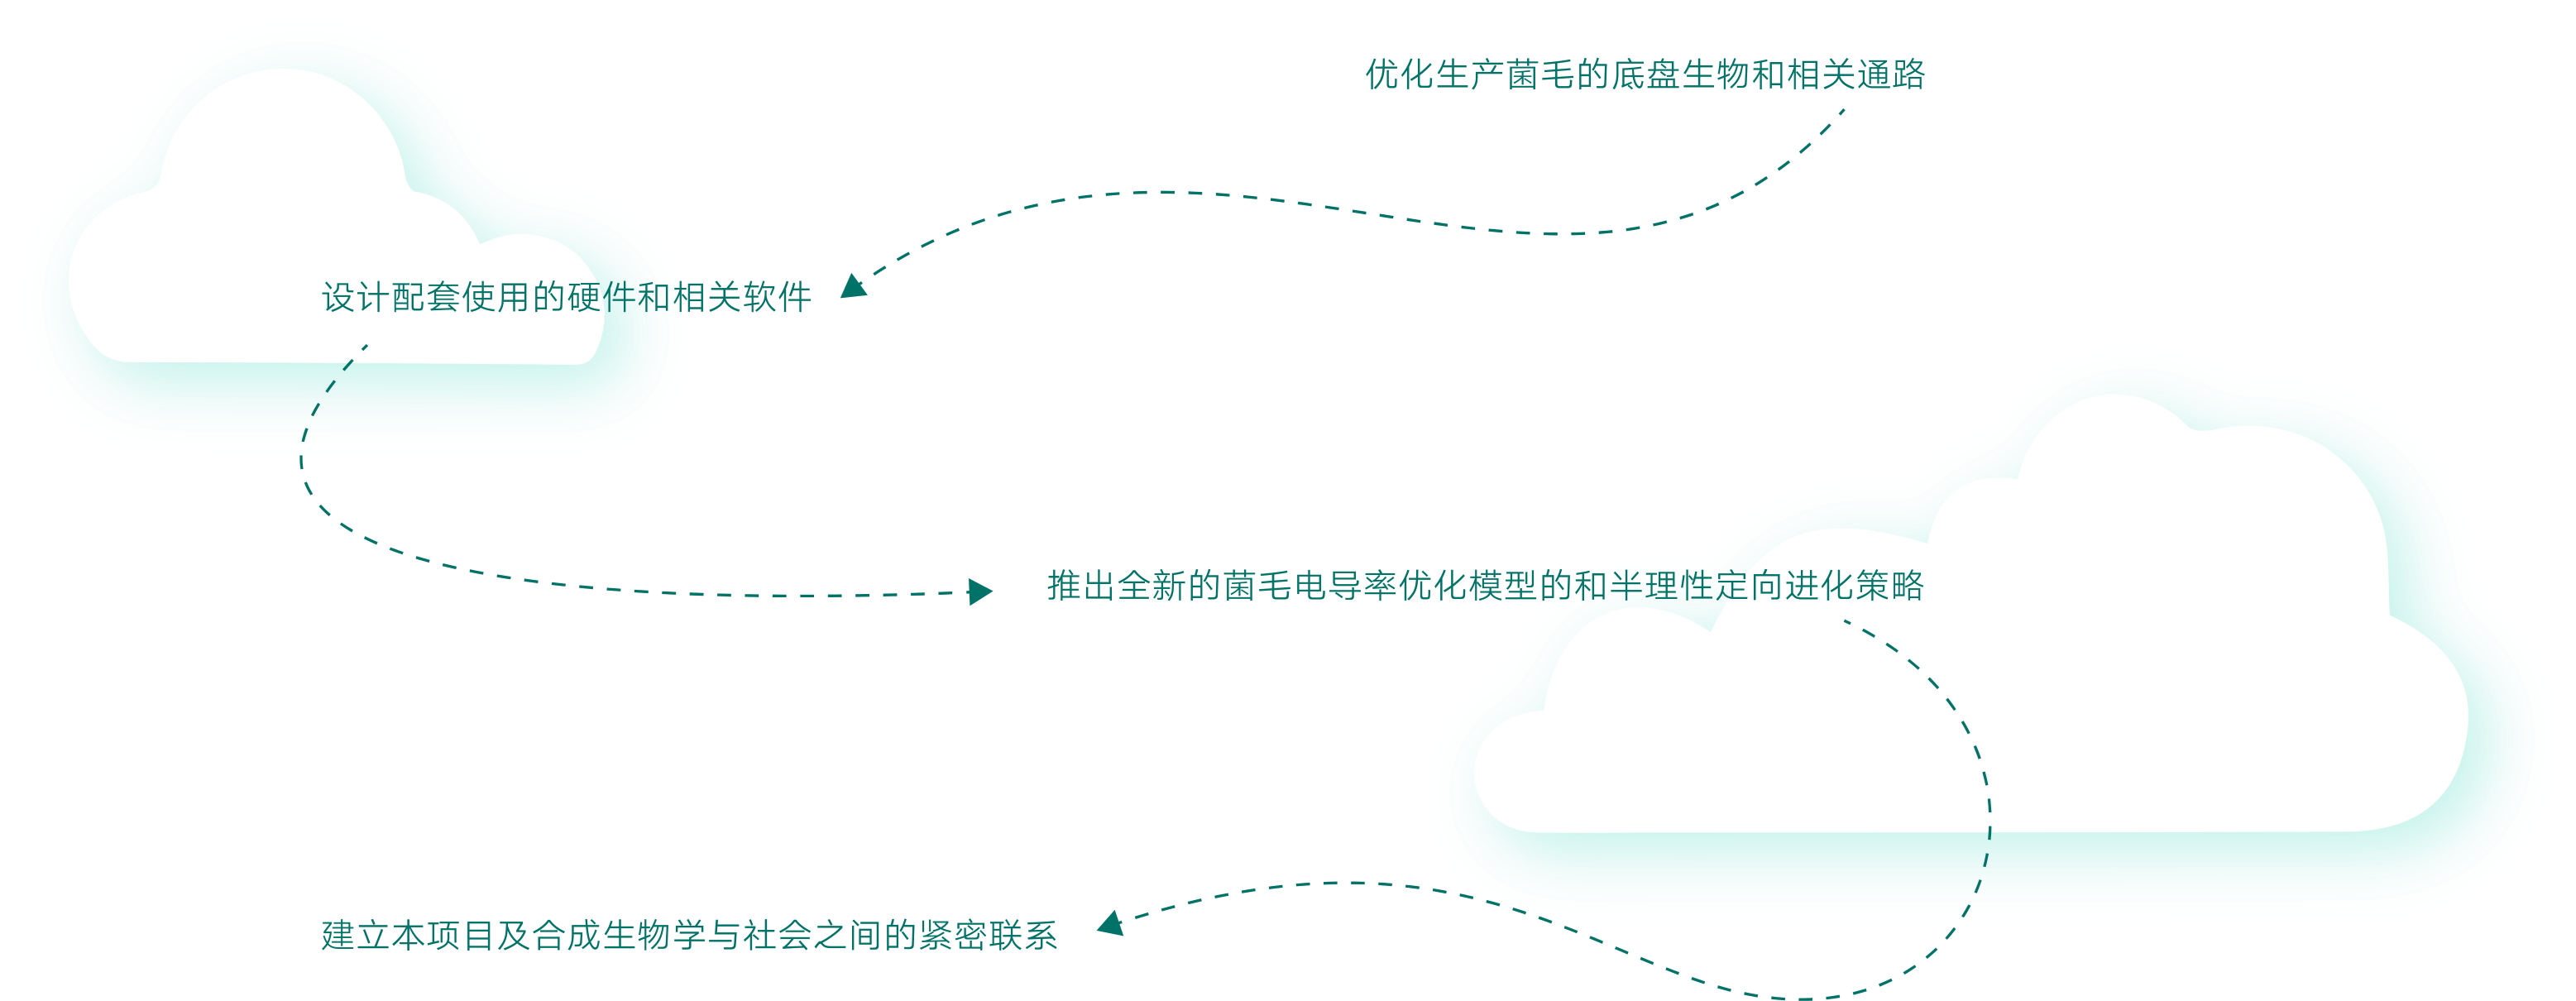 优化生产菌毛的底盘生物和相关通路
设计配套使用的硬件和相关软件
推出全新的菌毛电导率优化模型的和半理性定向进化策略
建立本项目及合成生物学与社会之间的紧密联系